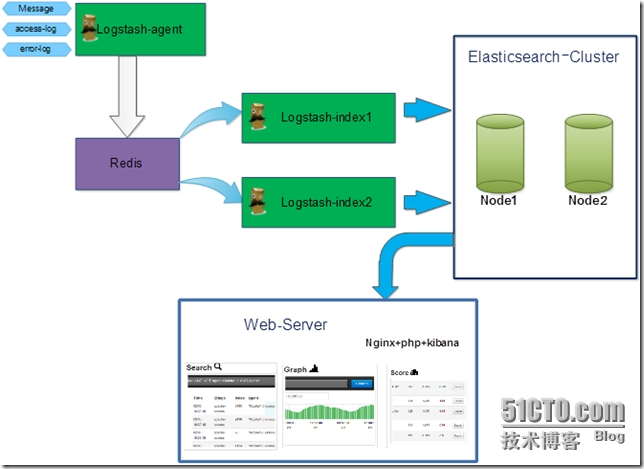 Message
access-log
error-log
Logstash-agent
Redis
Logstash-index1
Logstash-index2
Elasticsearch-Cluster
Node1
Node2
Web-Server
Nginx+php+kibana
Search
Graph
Score
51CTO.com
技术博客 Blog